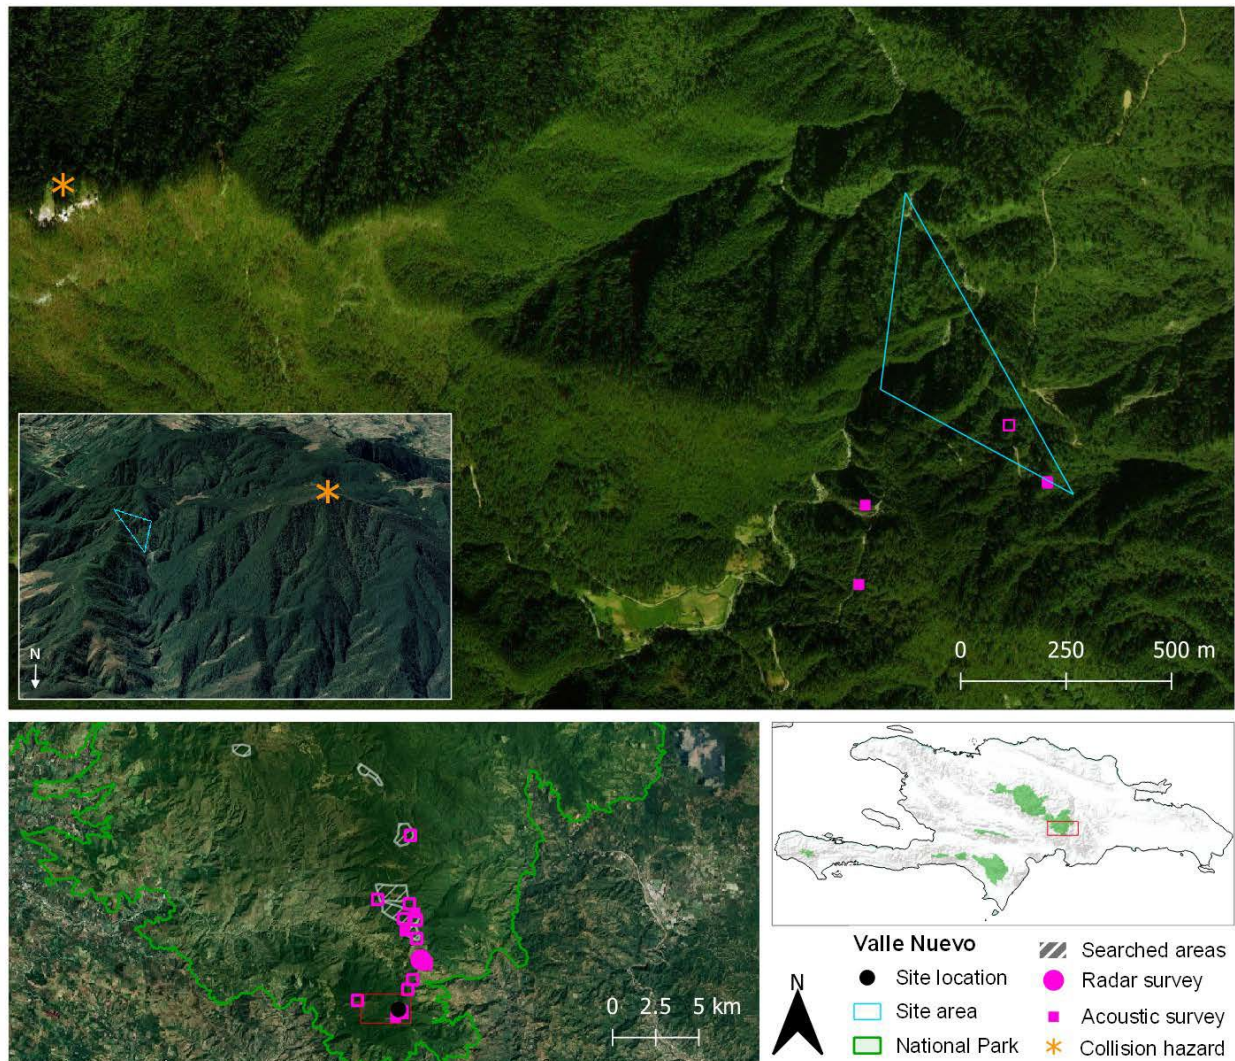 0 250 500 m
N
0 2.5 5 km
N
Valle Nuevo
Site location
Site area
National Park
Searched areas
Radar survey
Acoustic survey
Collision hazard